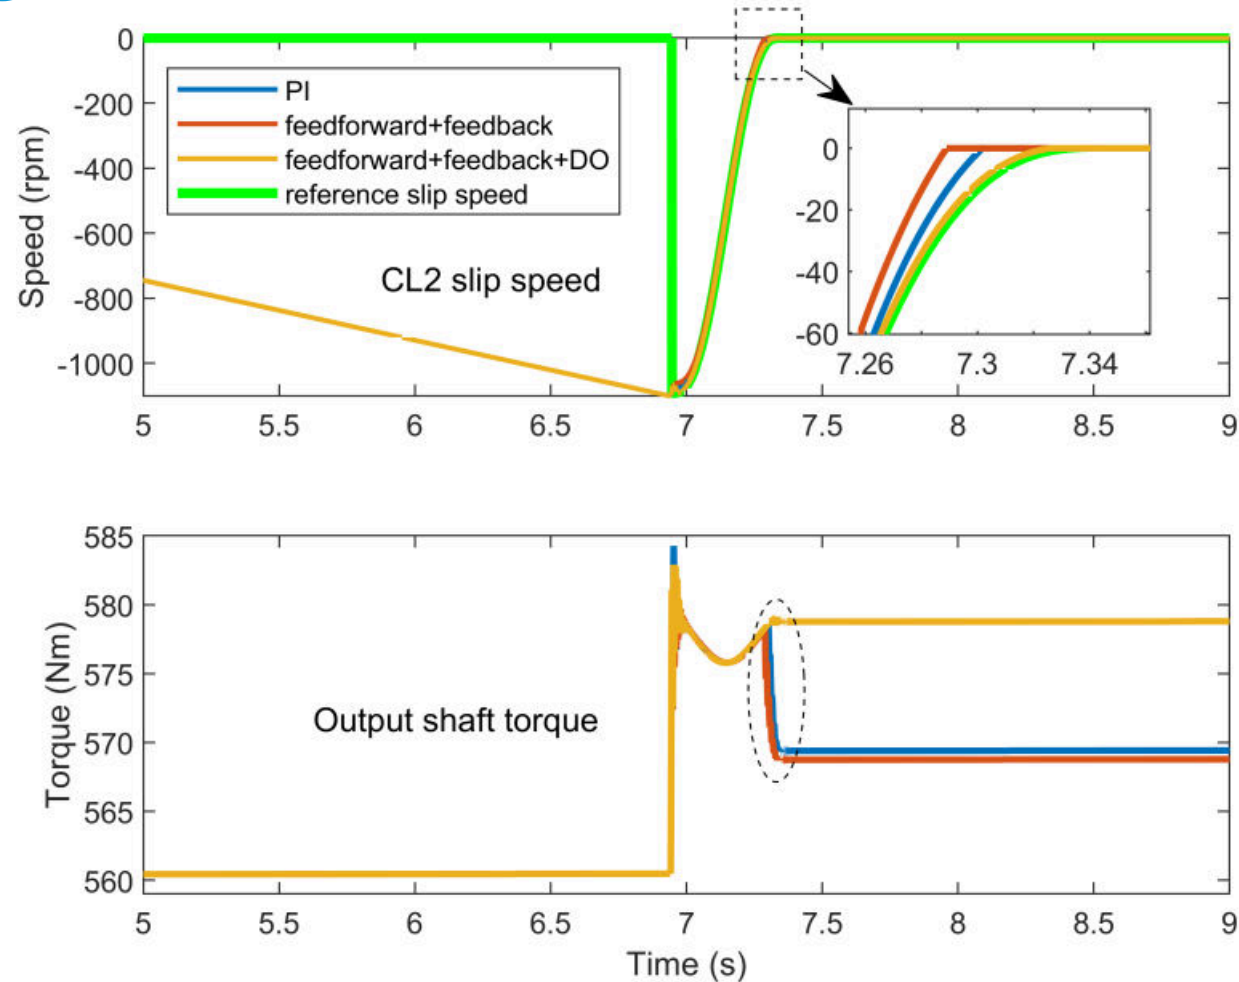 0
-200
-400
-600
-800
-1000
Speed (rpm)
PI
feedforward+feedback
feedforward+feedback+DO
reference slip speed
CL2 slip speed
0
-20
-40
-60
7.26 7.3 7.34
5 5.5 6 6.5 7 7.5 8 8.5 9
585
580
575
570
565
560
Torque (Nm)
Output shaft torque
5 5.5 6 6.5 7 7.5 8 8.5 9
Time (s)